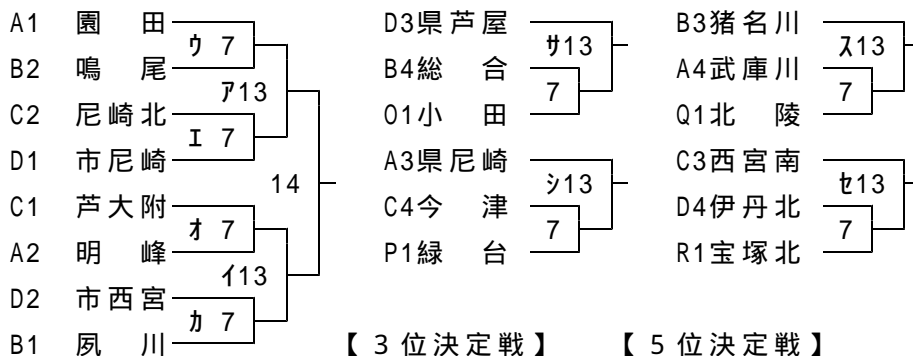 A1 園 田
ウ 7
B2 鳴 尾
ア13
C2 尼崎北
エ 7
D1 市尼崎
14
C1 芦大附
オ 7
A2 明 峰
イ13
D2 市西宮
カ 7
B1 夙 川
D3県芦屋
サ13
B4総 合
7
O1小 田
A3県尼崎
シ13
C4今 津
7
P1緑 台
B3猪名川
ス13
A4武庫川
7
Q1北 陵
C3西宮南
セ13
D4伊丹北
7
R1宝塚北
【 3 位決定戦 】 【 5 位決定戦 】